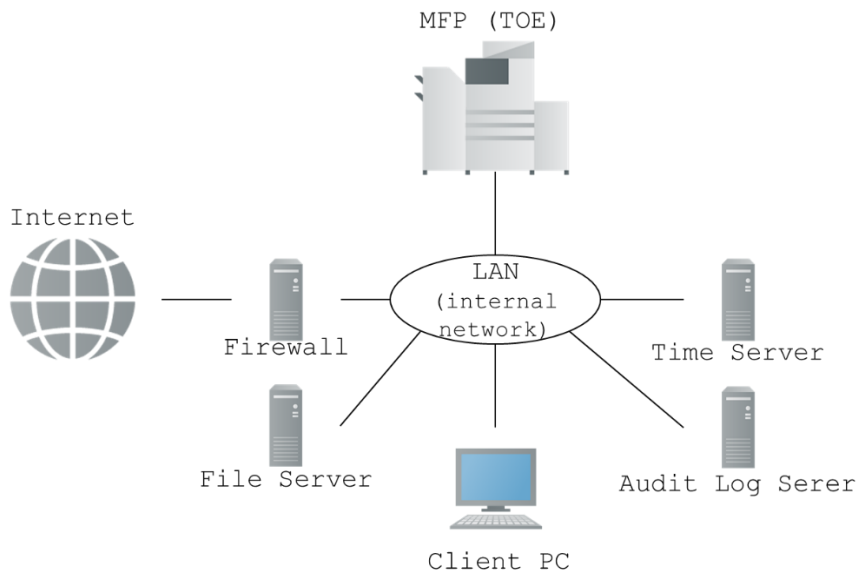 MFP (TOE)
Internet
LAN
(internal
network)
Firewall
Time Server
File Server
Audit Log Serer
Client PC